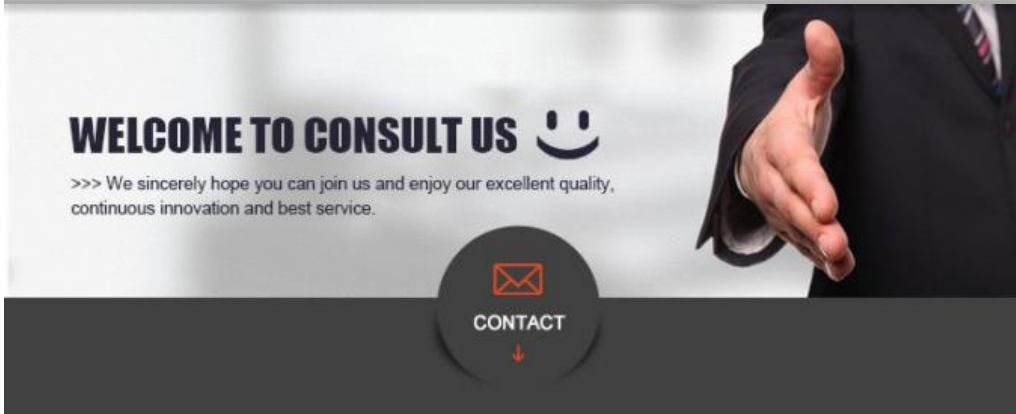 WELCOME TO CONSULT US
>>> We sincerely hope you can join us and enjoy our excellent quality,
continuous innovation and best service.
CONTACT